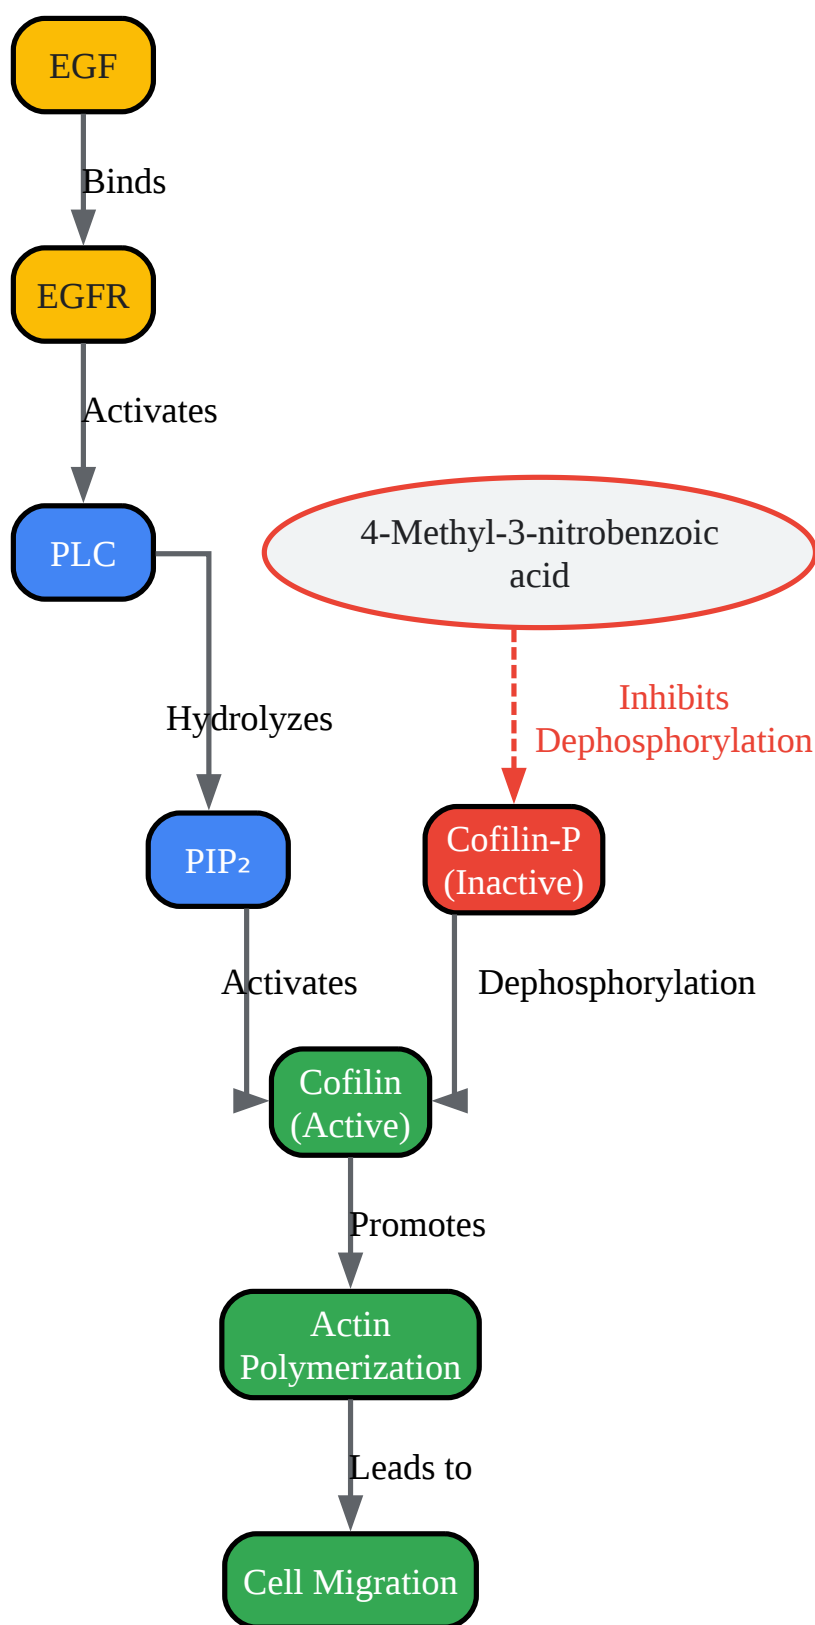 EGF
Binds
EGFR
Activates
PLC
4-Methyl-3-nitrobenzoic
acid
Hydrolyzes
Inhibits
Dephosphorylation
PIP₂
Cofilin-P
(Inactive)
Activates
Dephosphorylation
Cofilin
(Active)
Promotes
Actin
Polymerization
Leads to
Cell Migration